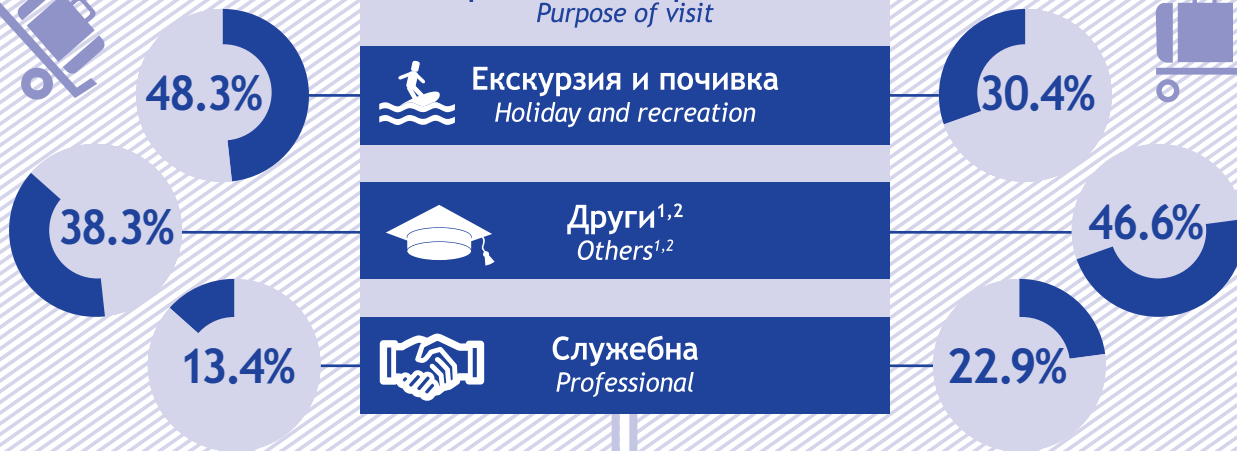 Purpose of visit
48.3%
Екскурзия и почивка
Holiday and recreation
30.4%
38.3%
Други1,2
Others1,2
46.6%
13.4%
Служебна
Professional
22.9%